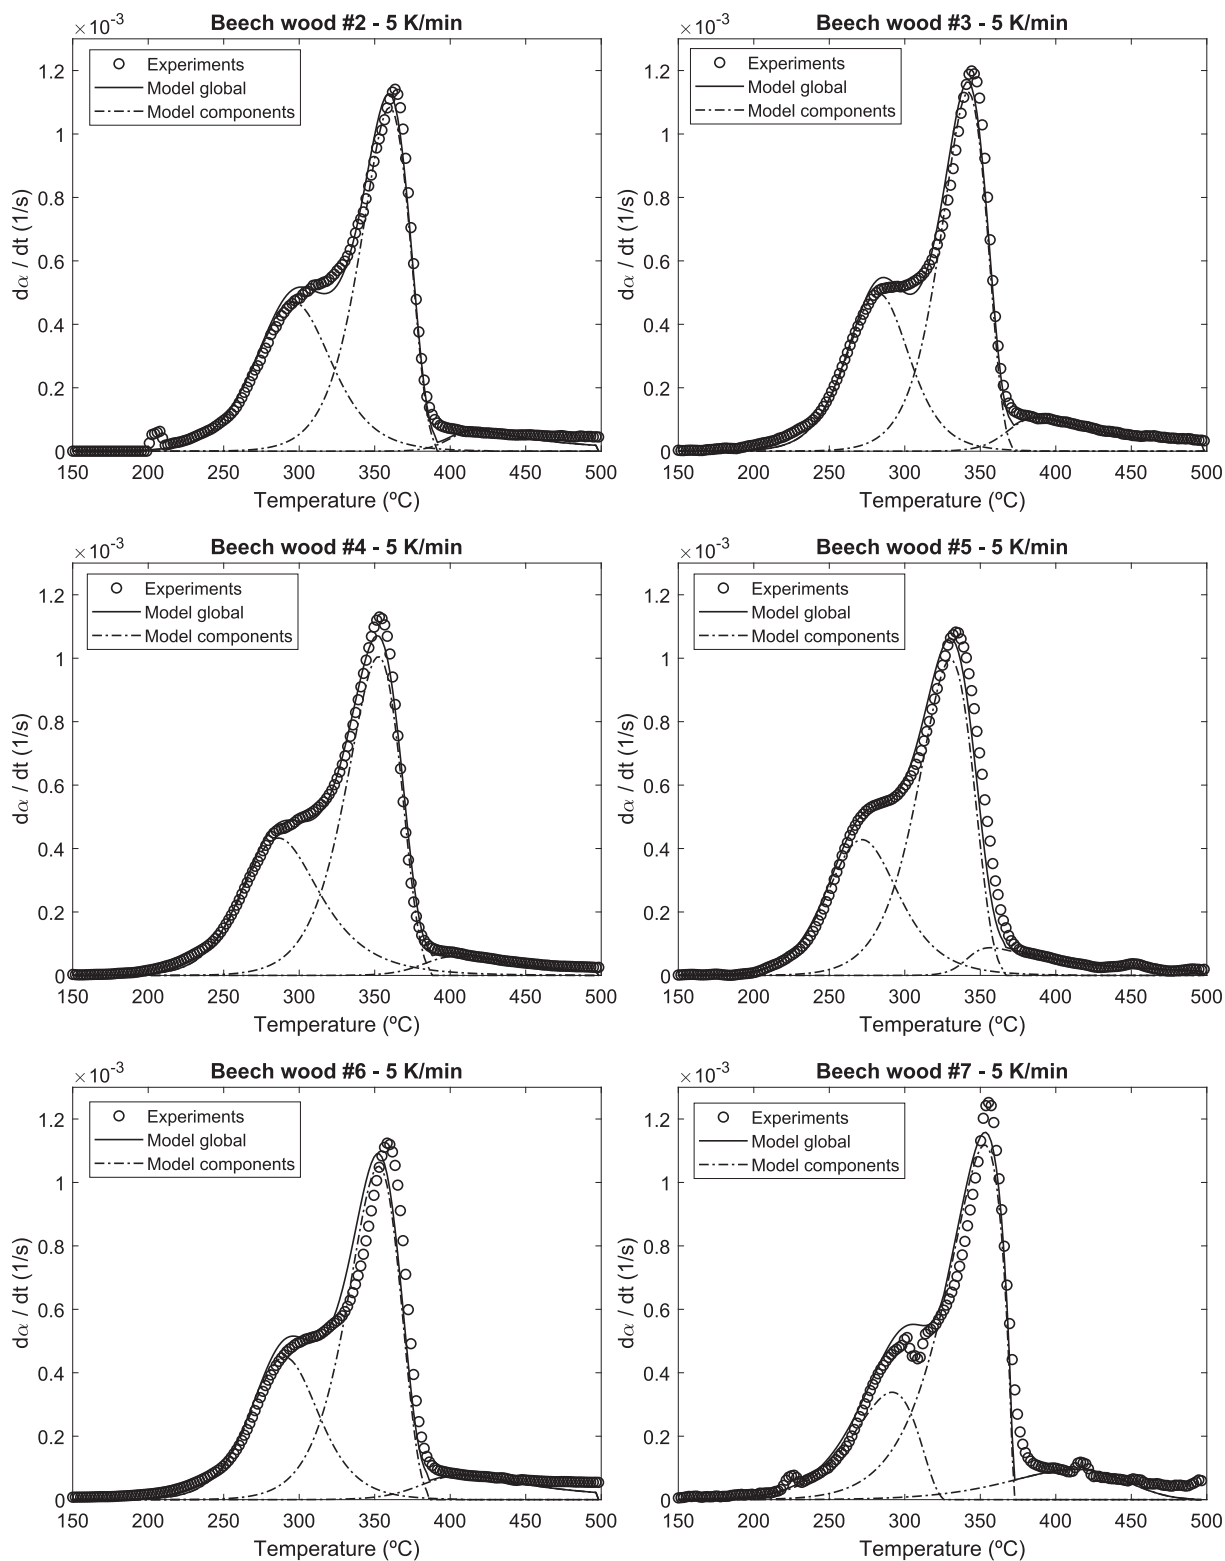 ×10⁻³
Beech wood #2 - 5 K/min
Experiments
Model global
Model components
1.2
1
0.8
0.6
0.4
0.2
0
dα / dt (1/s)
150 200 250 300 350 400 450 500
Temperature (ºC)
×10⁻³
Beech wood #3 - 5 K/min
Experiments
Model global
Model components
1.2
1
0.8
0.6
0.4
0.2
0
dα / dt (1/s)
150 200 250 300 350 400 450 500
Temperature (ºC)
×10⁻³
Beech wood #4 - 5 K/min
Experiments
Model global
Model components
1.2
1
0.8
0.6
0.4
0.2
0
dα / dt (1/s)
150 200 250 300 350 400 450 500
Temperature (ºC)
×10⁻³
Beech wood #5 - 5 K/min
Experiments
Model global
Model components
1.2
1
0.8
0.6
0.4
0.2
0
dα / dt (1/s)
150 200 250 300 350 400 450 500
Temperature (ºC)
×10⁻³
Beech wood #6 - 5 K/min
Experiments
Model global
Model components
1.2
1
0.8
0.6
0.4
0.2
0
dα / dt (1/s)
150 200 250 300 350 400 450 500
Temperature (ºC)
×10⁻³
Beech wood #7 - 5 K/min
Experiments
Model global
Model components
1.2
1
0.8
0.6
0.4
0.2
0
dα / dt (1/s)
150 200 250 300 350 400 450 500
Temperature (ºC)